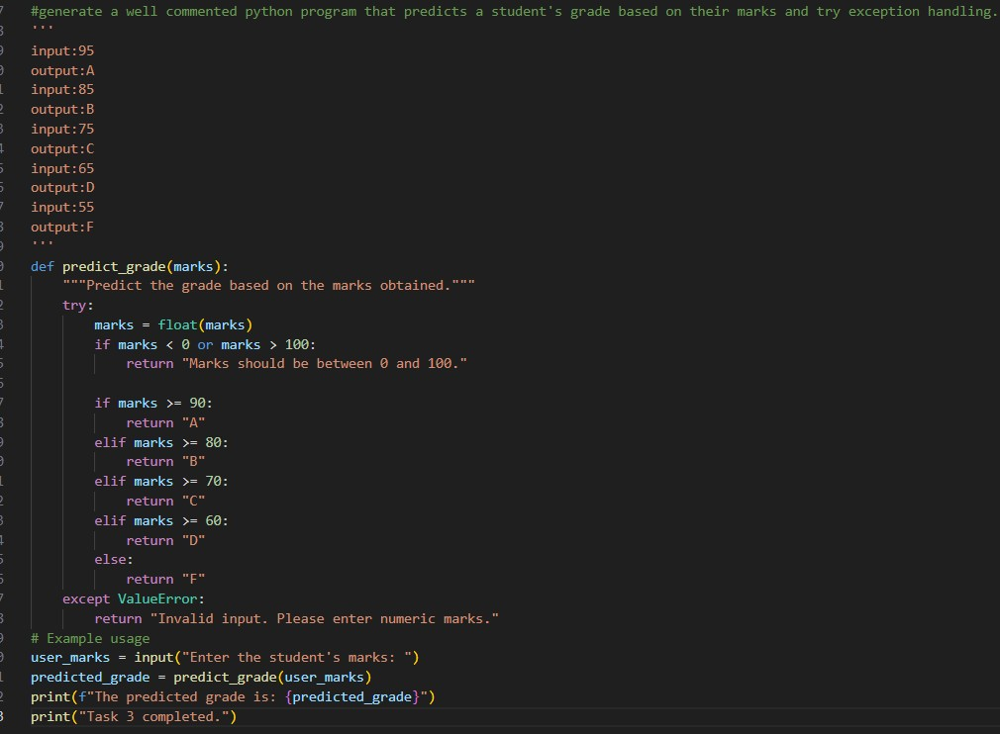 #generate a well commented python program that predicts a student's grade based on their marks and try exception handling.
'''
input:95
output:A
input:85
output:B
input:75
output:C
input:65
output:D
input:55
output:F
'''
def predict_grade(marks):
    """Predict the grade based on the marks obtained."""
    try:
        marks = float(marks)
        if marks < 0 or marks > 100:
            return "Marks should be between 0 and 100."

        if marks >= 90:
            return "A"
        elif marks >= 80:
            return "B"
        elif marks >= 70:
            return "C"
        elif marks >= 60:
            return "D"
        else:
            return "F"
    except ValueError:
        return "Invalid input. Please enter numeric marks."
# Example usage
user_marks = input("Enter the student's marks: ")
predicted_grade = predict_grade(user_marks)
print(f"The predicted grade is: {predicted_grade}")
print("Task 3 completed.")